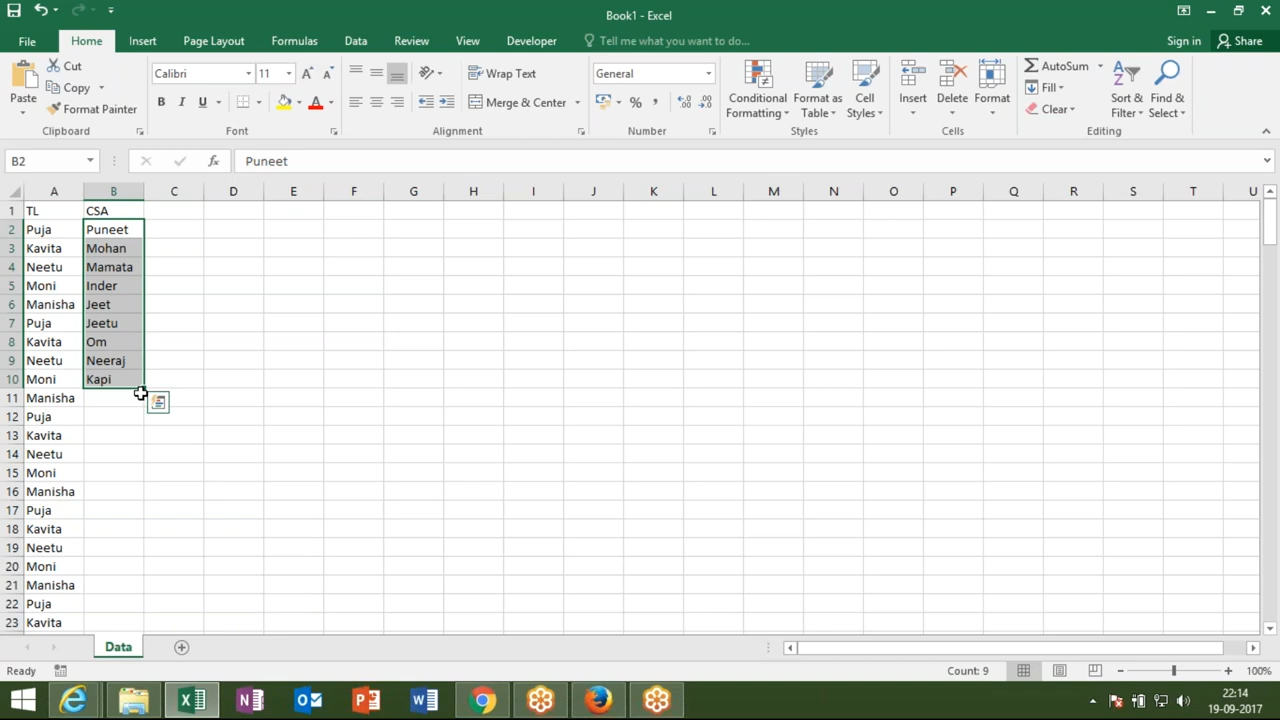 Book1 - Excel
File Home Insert Page Layout Formulas Data Review View Developer Tell me what you want to do... Sign in Share
Paste Cut Copy Format Painter
Calibri 11 B I U A
Wrap Text Merge & Center
General % ,
Conditional Formatting Format as Table Cell Styles
Insert Delete Format
AutoSum Fill Clear Sort & Filter Find & Select
Clipboard Font Alignment Number Styles Cells Editing
B2 fx Puneet
A B C D E F G H I J K L M N O P Q R S T U
1 TL CSA
2 Puja Puneet
3 Kavita Mohan
4 Neetu Mamata
5 Moni Inder
6 Manisha Jeet
7 Puja Jeetu
8 Kavita Om
9 Neetu Neeraj
10 Moni Kapi
11 Manisha
12 Puja
13 Kavita
14 Neetu
15 Moni
16 Manisha
17 Puja
18 Kavita
19 Neetu
20 Moni
21 Manisha
22 Puja
23 Kavita
Data
Ready Count: 9 100%
22:14
19-09-2017